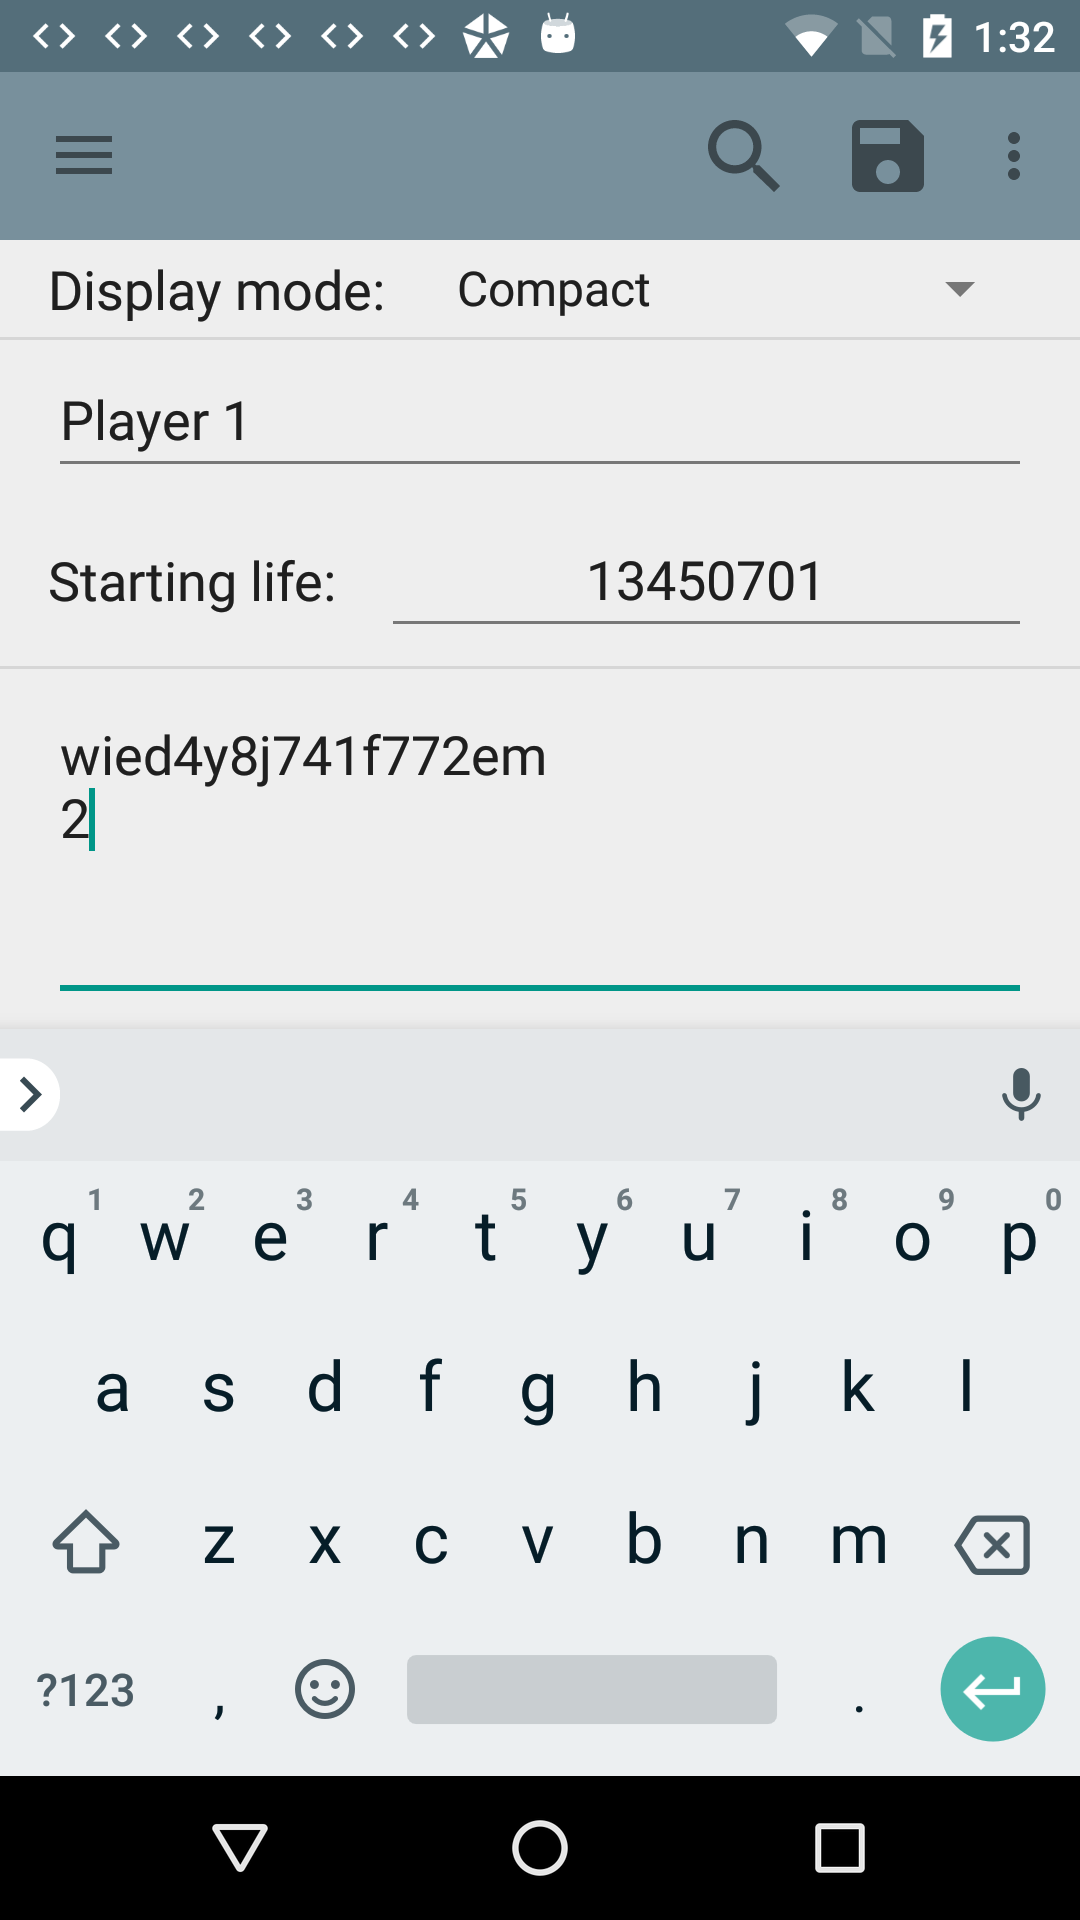 1:32
Display mode: Compact
Player 1
Starting life: 13450701
wied4y8j741f772em
2
1 2 3 4 5 6 7 8 9 0
q w e r t y u i o p
a s d f g h j k l
z x c v b n m
?123 , .